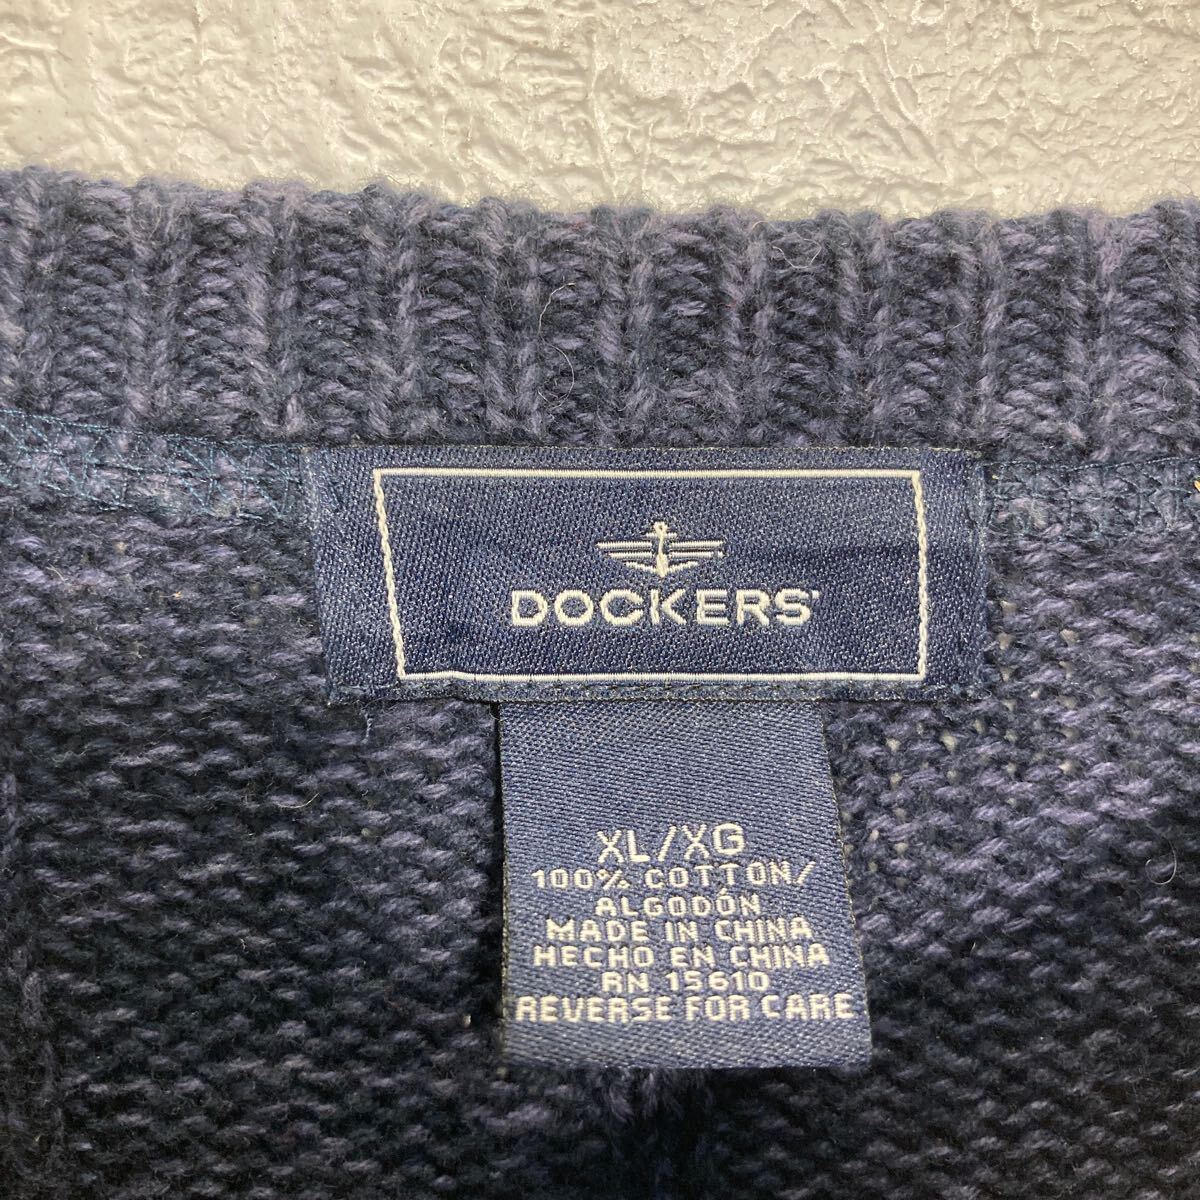 DOCKERS
XL/XG
100% COTTON/
ALGODÓN
MADE IN CHINA
HECHO EN CHINA
RN 15610
REVERSE FOR CARE